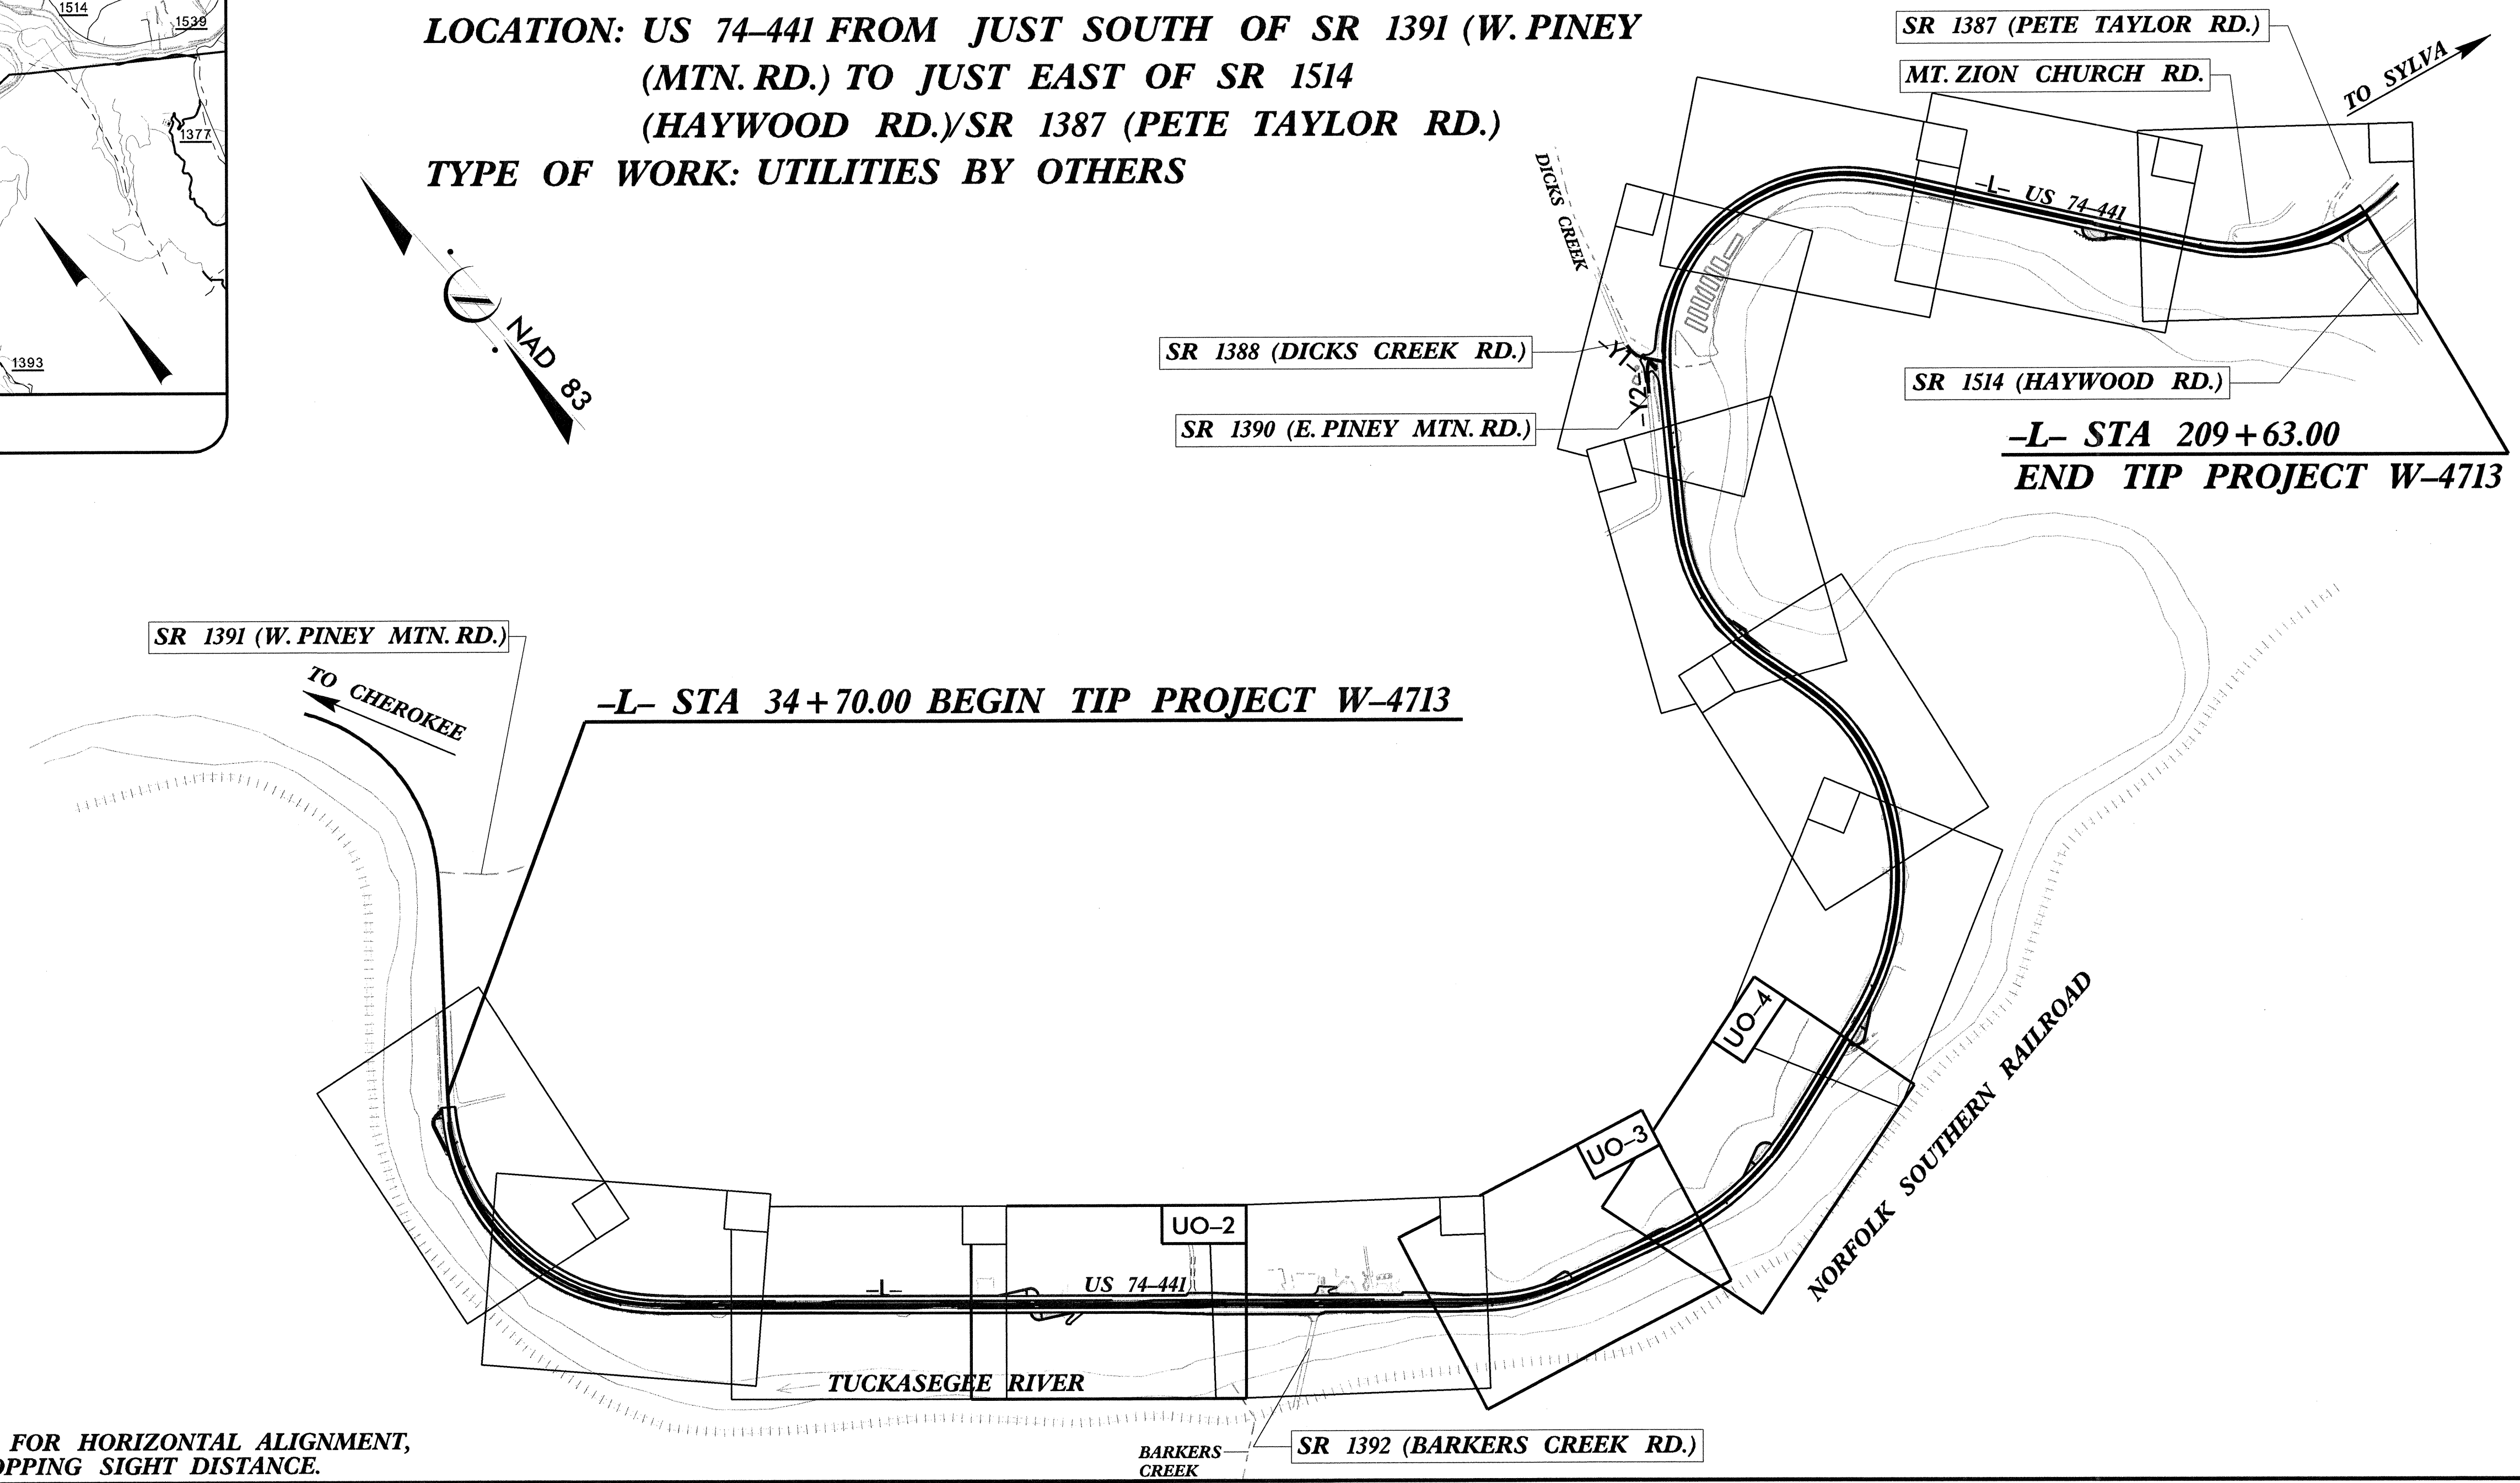 1514
1539
1377
1393
LOCATION: US 74–441 FROM JUST SOUTH OF SR 1391 (W. PINEY
(MTN. RD.) TO JUST EAST OF SR 1514
(HAYWOOD RD.)/SR 1387 (PETE TAYLOR RD.)
TYPE OF WORK: UTILITIES BY OTHERS
SR 1387 (PETE TAYLOR RD.)
MT. ZION CHURCH RD.
TO SYLVA
DICKS CREEK
–L– US 74–441
NAD 83
SR 1388 (DICKS CREEK RD.)
–Y1–
–Y2–
SR 1390 (E. PINEY MTN. RD.)
SR 1514 (HAYWOOD RD.)
–L– STA 209+63.00
END TIP PROJECT W–4713
SR 1391 (W. PINEY MTN. RD.)
TO CHEROKEE
–L– STA 34+70.00 BEGIN TIP PROJECT W–4713
UO–4
UO–3
UO–2
NORFOLK SOUTHERN RAILROAD
–L–
US 74–441
TUCKASEGEE RIVER
BARKERS
CREEK
SR 1392 (BARKERS CREEK RD.)
FOR HORIZONTAL ALIGNMENT,
OPPING SIGHT DISTANCE.